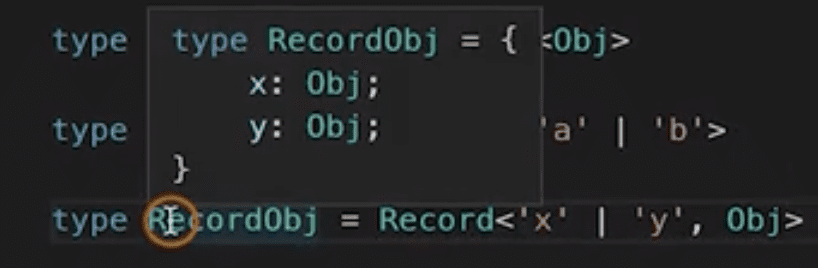 type
type RecordObj = {
x: Obj;
y: Obj;
}
<Obj>
type
'a' | 'b'>
type RecordObj = Record<'x' | 'y', Obj>